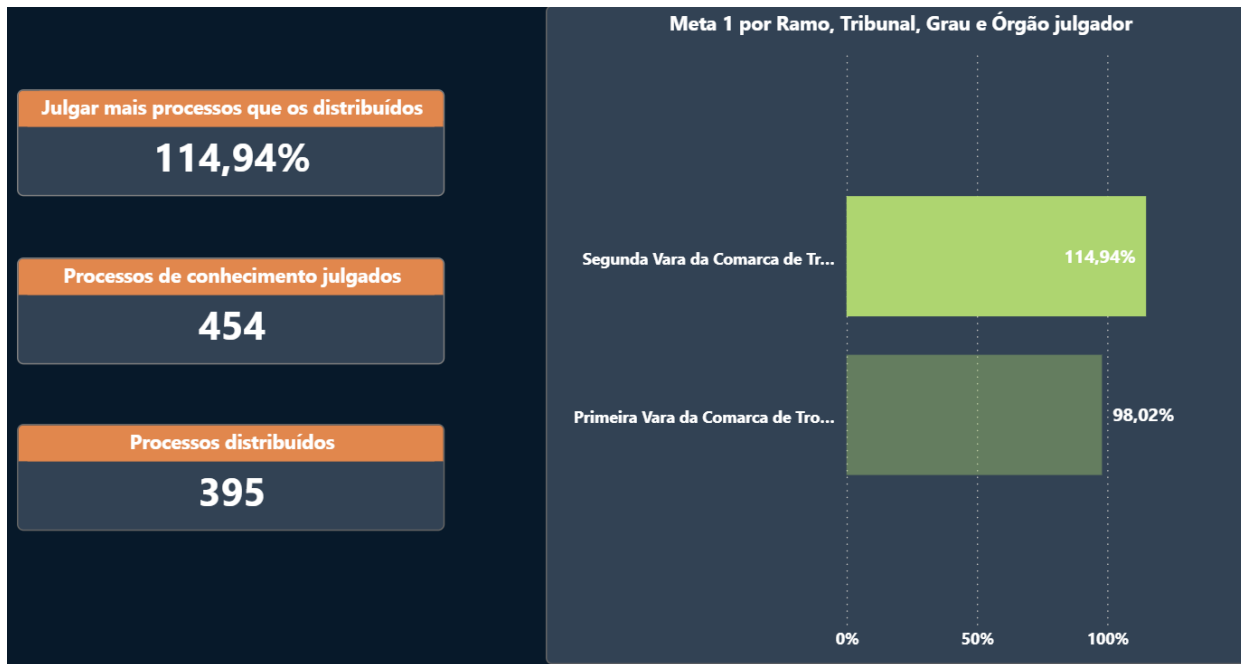 Julgar mais processos que os distribuídos
114,94%
Processos de conhecimento julgados
454
Processos distribuídos
395
Meta 1 por Ramo, Tribunal, Grau e Órgão julgador
Segunda Vara da Comarca de Tr...
114,94%
Primeira Vara da Comarca de Tro...
98,02%
0%
50%
100%